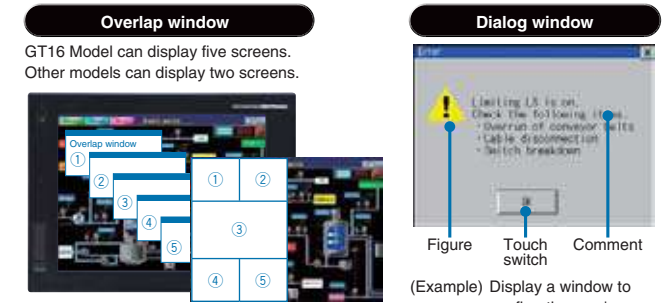 Overlap window
GT16 Model can display five screens.
Other models can display two screens.
Overlap window
①
②
③
④
⑤
①
②
③
④
⑤
Dialog window
Error
Limiting LS is on.
Check the following items.
・Overrun of conveyor belts
・Cable disconnection
・Switch breakdown
Figure
Touch switch
Comment
(Example) Display a window to